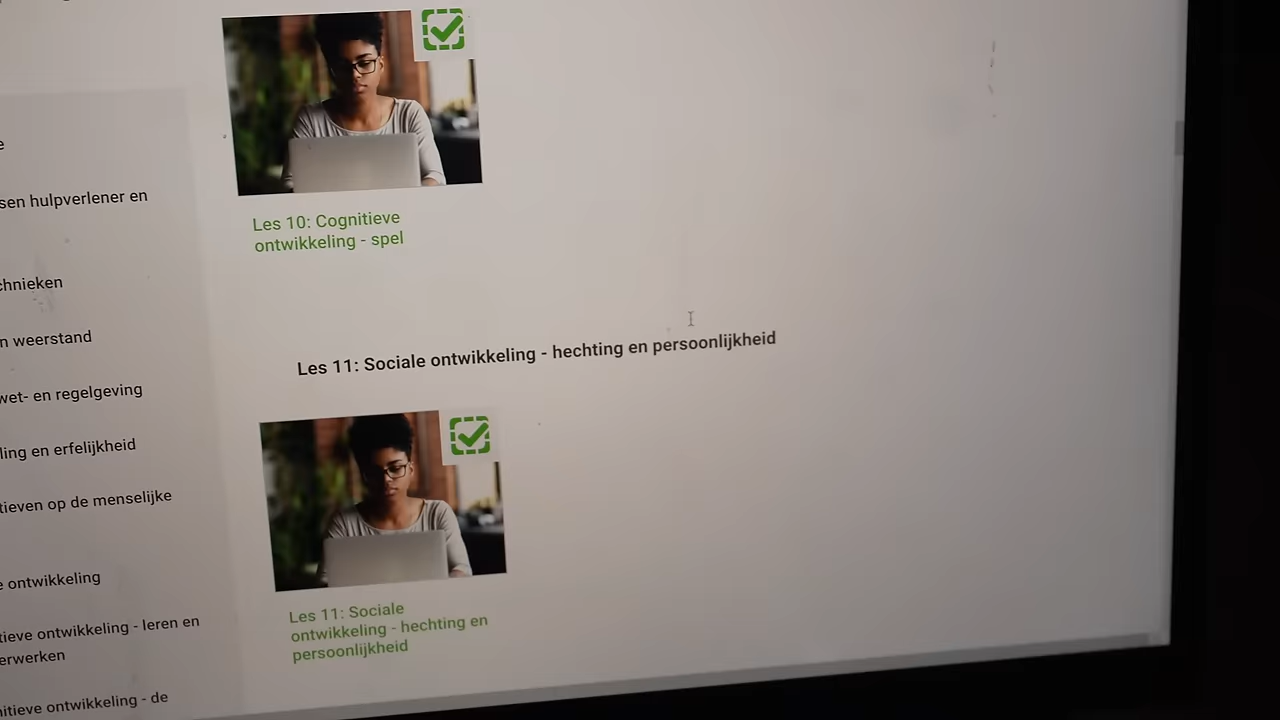 sen hulpverlener en
chnieken
n weerstand
wet- en regelgeving
ling en erfelijkheid
tieven op de menselijke
e ontwikkeling
tieve ontwikkeling - leren en
erwerken
nitieve ontwikkeling - de
Les 10: Cognitieve
ontwikkeling - spel
Les 11: Sociale ontwikkeling - hechting en persoonlijkheid
Les 11: Sociale
ontwikkeling - hechting en
persoonlijkheid